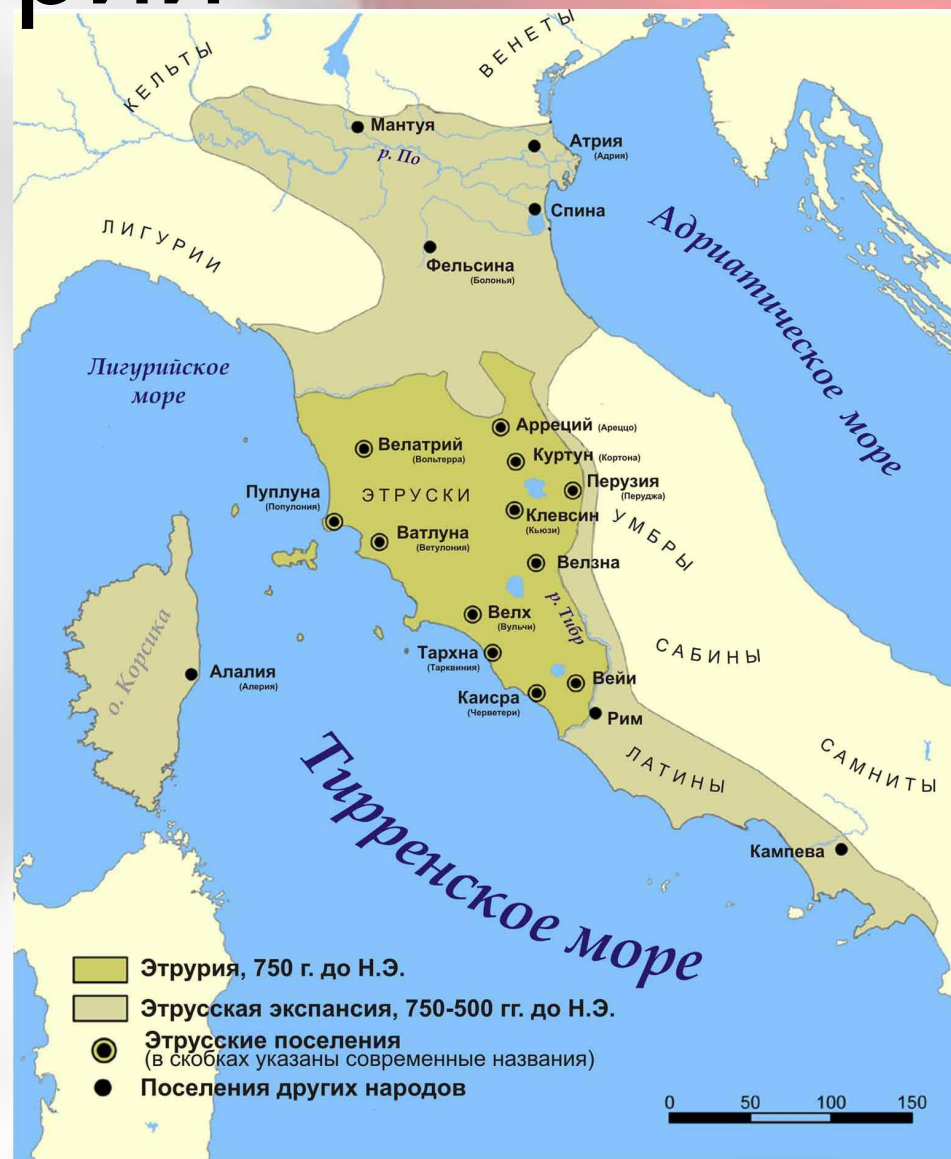 рии
КЕЛЬТЫ
ВЕНЕТЫ
Мантуя
р. По
Атрия
(Адрия)
Спина
ЛИГУРИИ
Фельсина
(Болонья)
Адриатическое море
Лигурийское
море
Арреций (Ареццо)
Велатрий
(Вольтерра)
Куртун (Кортона)
Перузия
(Перуджа)
Пуплуна
(Популония)
ЭТРУСКИ
Клевсин
(Кьюзи)
УМБРЫ
Ватлуна
(Ветулония)
Велзна
р. Тибр
Велх
(Вульчи)
о. Корсика
Тархна
(Тарквиния)
САБИНЫ
Алалия
(Алерия)
Вейи
Каисра
(Черветери)
Рим
ЛАТИНЫ
САМНИТЫ
Тирренское море
Кампева
Этрурия, 750 г. до Н.Э.
Этрусская экспансия, 750-500 гг. до Н.Э.
Этрусские поселения
(в скобках указаны современные названия)
Поселения других народов
0 50 100 150